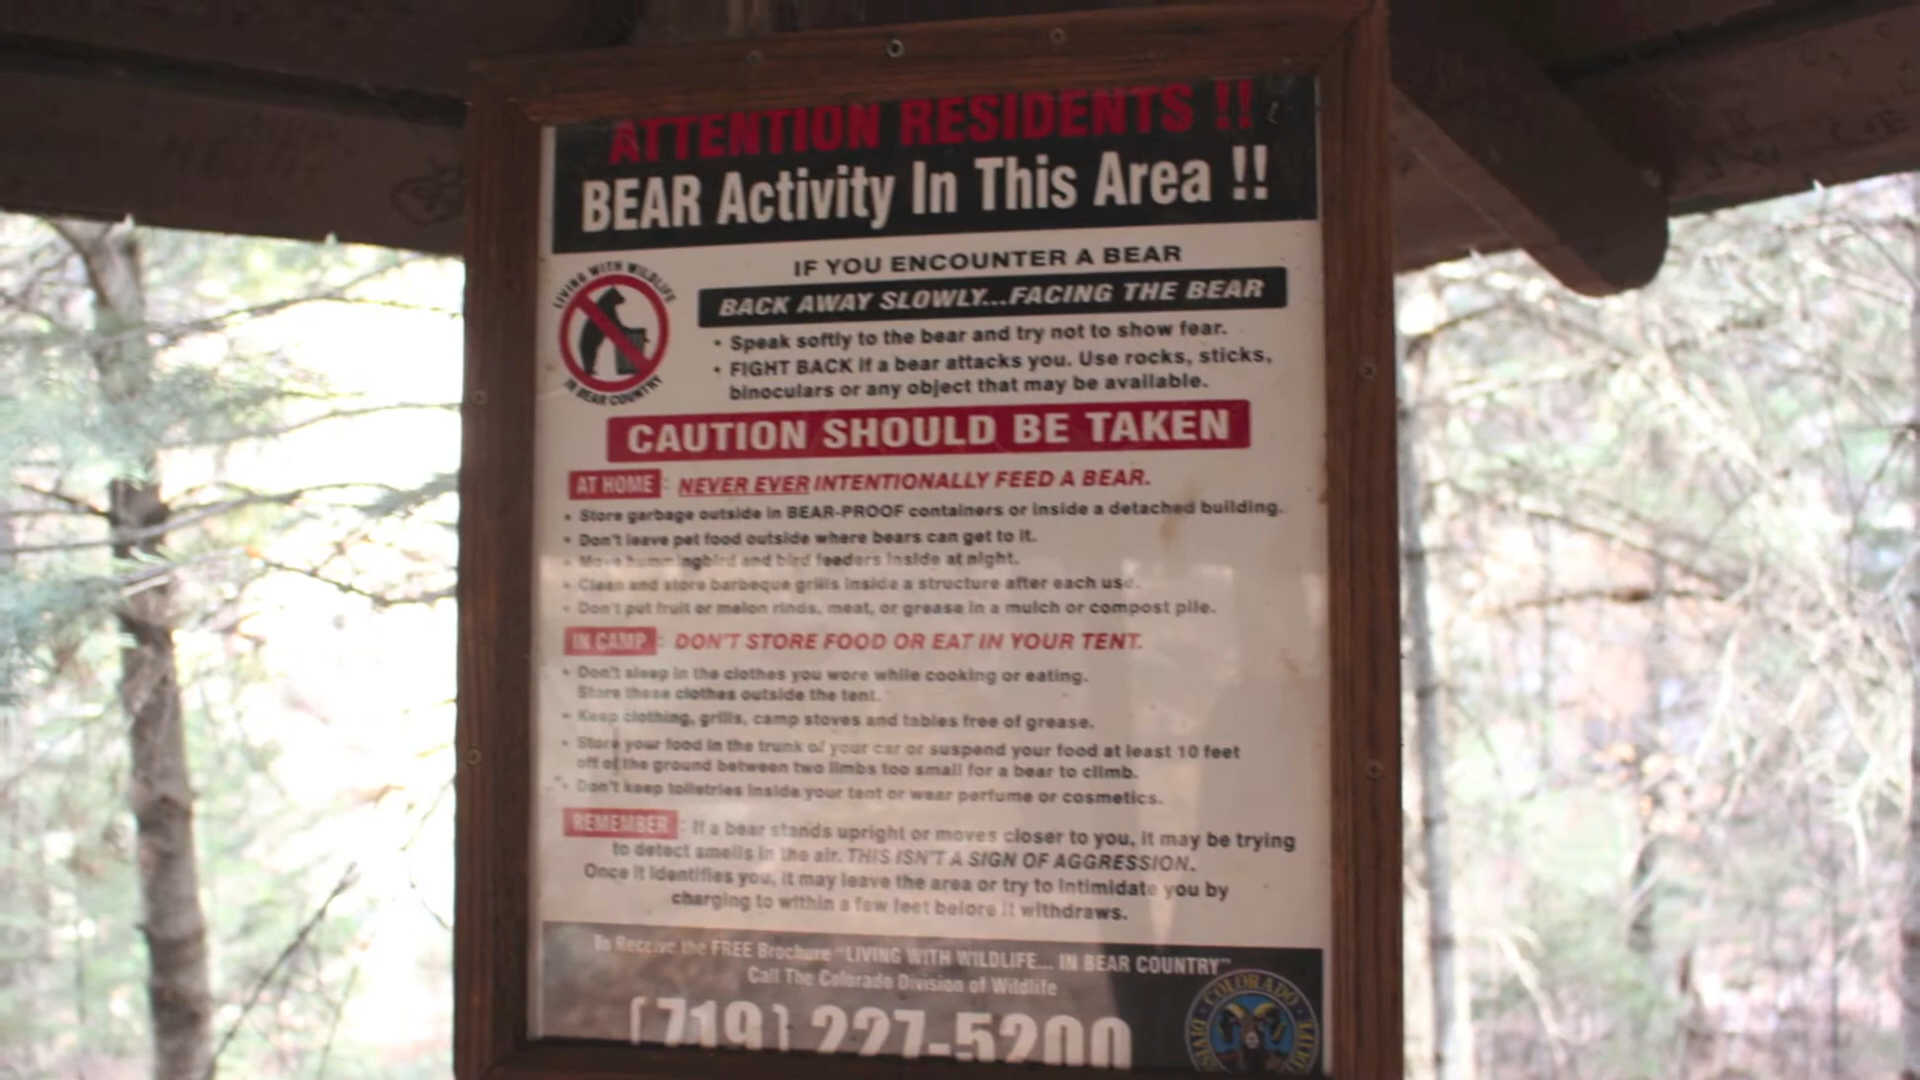 ATTENTION RESIDENTS !!
BEAR Activity In This Area !!
LIVING WITH WILDLIFE
IN BEAR COUNTRY
IF YOU ENCOUNTER A BEAR
BACK AWAY SLOWLY...FACING THE BEAR
• Speak softly to the bear and try not to show fear.
• FIGHT BACK if a bear attacks you. Use rocks, sticks,
binoculars or any object that may be available.
CAUTION SHOULD BE TAKEN
AT HOME : NEVER EVER INTENTIONALLY FEED A BEAR.
• Store garbage outside in BEAR-PROOF containers or inside a detached building.
• Don't leave pet food outside where bears can get to it.
• Move hummingbird and bird feeders inside at night.
• Clean and store barbeque grills inside a structure after each use.
• Don't put fruit or melon rinds, meat, or grease in a mulch or compost pile.
IN CAMP : DON'T STORE FOOD OR EAT IN YOUR TENT.
• Don't sleep in the clothes you wore while cooking or eating.
Store these clothes outside the tent.
• Keep clothing, grills, camp stoves and tables free of grease.
• Store your food in the trunk of your car or suspend your food at least 10 feet
off of the ground between two limbs too small for a bear to climb.
• Don't keep toiletries inside your tent or wear perfume or cosmetics.
REMEMBER : If a bear stands upright or moves closer to you, it may be trying
to detect smells in the air. THIS ISN'T A SIGN OF AGGRESSION.
Once it identifies you, it may leave the area or try to intimidate you by
charging to within a few feet before it withdraws.
To Receive the FREE Brochure "LIVING WITH WILDLIFE... IN BEAR COUNTRY"
Call The Colorado Division of Wildlife
(719) 227-5200
COLORADO